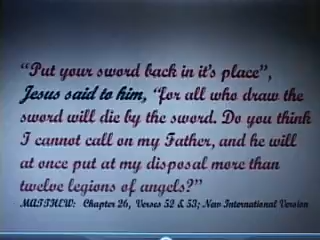 "Put your sword back in it's place",
Jesus said to him, "for all who draw the
sword will die by the sword. Do you think
I cannot call on my Father, and he will
at once put at my disposal more than
twelve legions of angels?"
MATTHEW: Chapter 26, Verses 52 & 53; New International Version